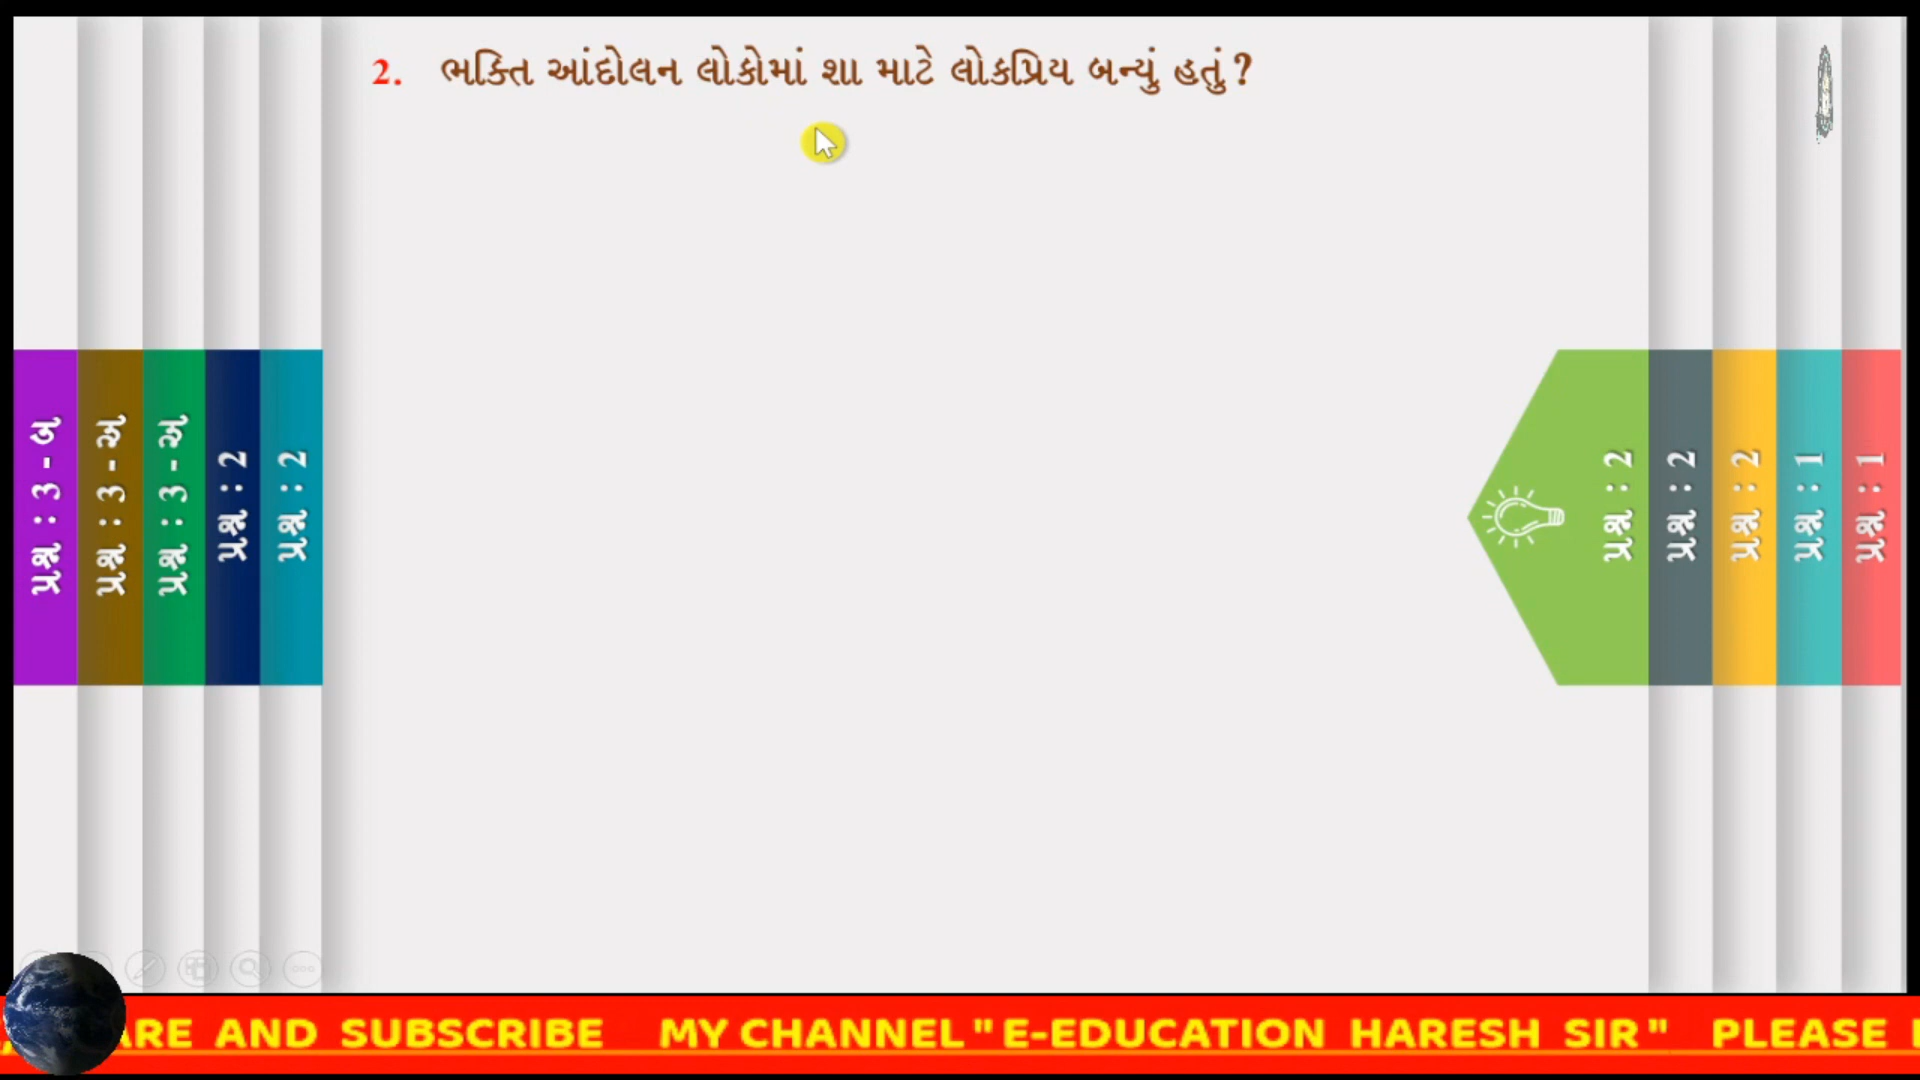 2. ભક્તિ આંદોલન લોકોમાં શા માટે લોકપ્રિય બન્યું હતું?
પ્રશ્ન : 3 - બ
પ્રશ્ન : 3 - અ
પ્રશ્ન : 3 - અ
પ્રશ્ન : 2
પ્રશ્ન : 2
પ્રશ્ન : 2
પ્રશ્ન : 2
પ્રશ્ન : 2
પ્રશ્ન : 1
પ્રશ્ન : 1
ARE AND SUBSCRIBE MY CHANNEL "E-EDUCATION HARESH SIR" PLEASE